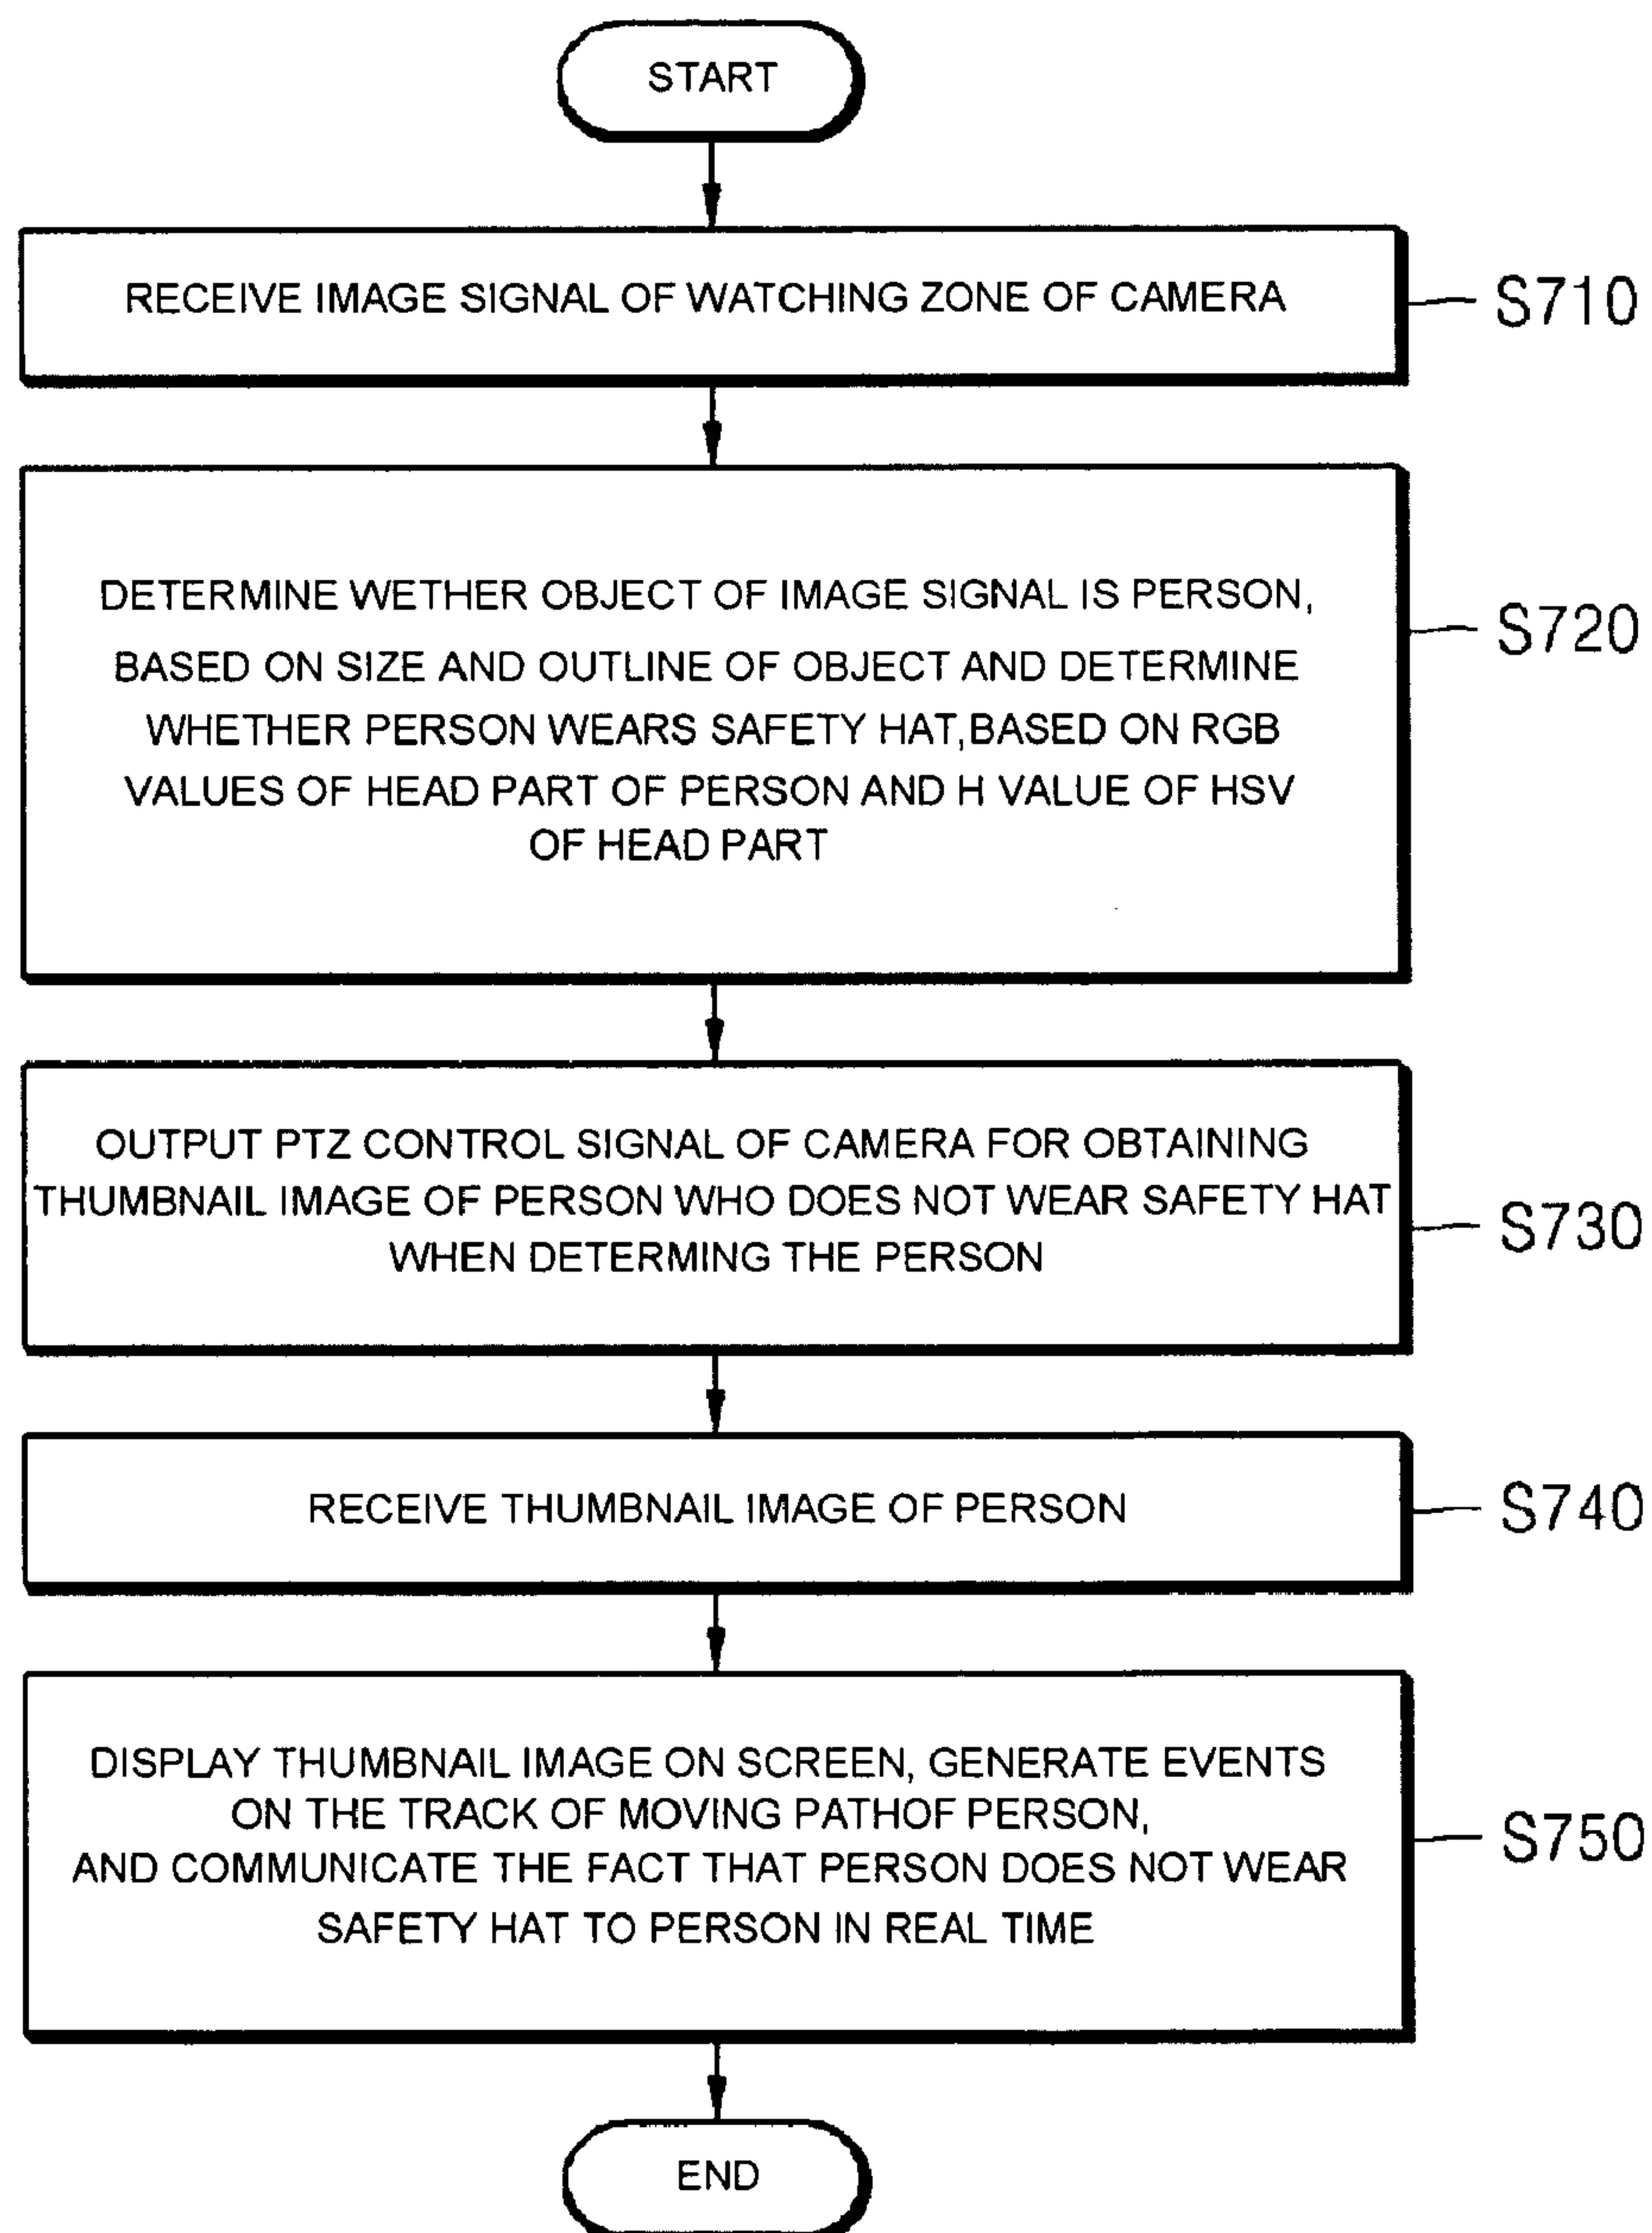 START
RECEIVE IMAGE SIGNAL OF WATCHING ZONE OF CAMERA
S710
DETERMINE WETHER OBJECT OF IMAGE SIGNAL IS PERSON,
BASED ON SIZE AND OUTLINE OF OBJECT AND DETERMINE
WHETHER PERSON WEARS SAFETY HAT,BASED ON RGB
VALUES OF HEAD PART OF PERSON AND H VALUE OF HSV
OF HEAD PART
S720
OUTPUT PTZ CONTROL SIGNAL OF CAMERA FOR OBTAINING
THUMBNAIL IMAGE OF PERSON WHO DOES NOT WEAR SAFETY HAT
WHEN DETERMING THE PERSON
S730
RECEIVE THUMBNAIL IMAGE OF PERSON
S740
DISPLAY THUMBNAIL IMAGE ON SCREEN, GENERATE EVENTS
ON THE TRACK OF MOVING PATHOF PERSON,
AND COMMUNICATE THE FACT THAT PERSON DOES NOT WEAR
SAFETY HAT TO PERSON IN REAL TIME
S750
END